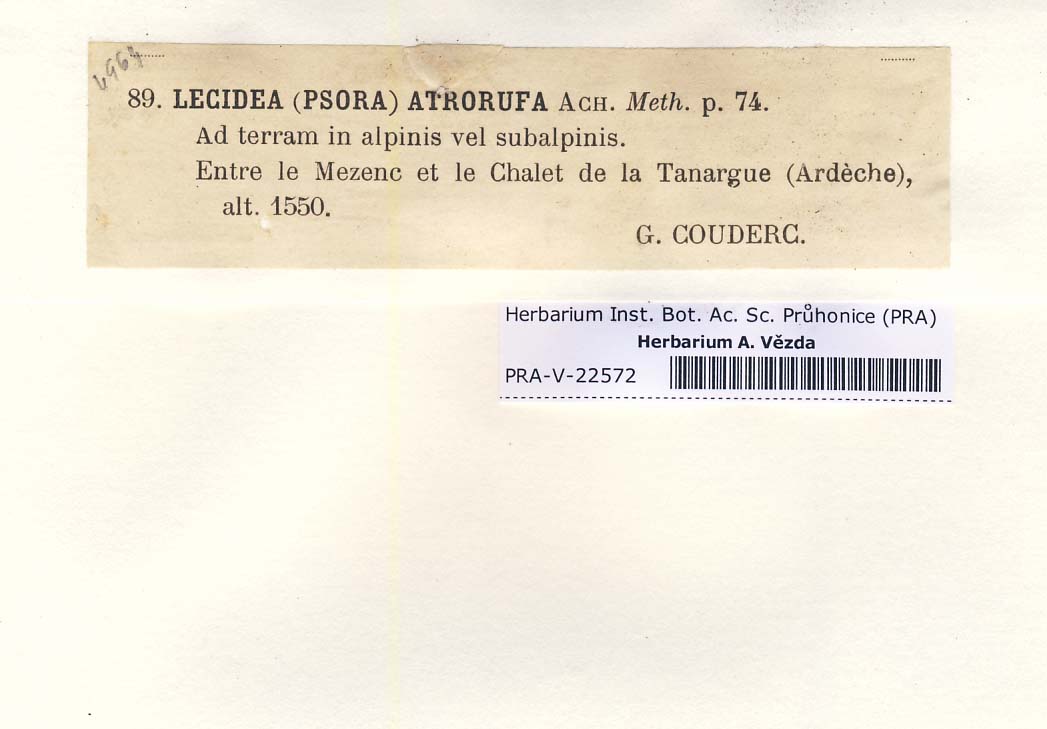 89. LECIDEA (PSORA) ATRORUFA ACH. Meth. p. 74.
Ad terram in alpinis vel subalpinis.
Entre le Mezenc et le Chalet de la Tanargue (Ardèche),
alt. 1550.
G. COUDERC.
Herbarium Inst. Bot. Ac. Sc. Průhonice (PRA)
Herbarium A. Vězda
PRA-V-22572